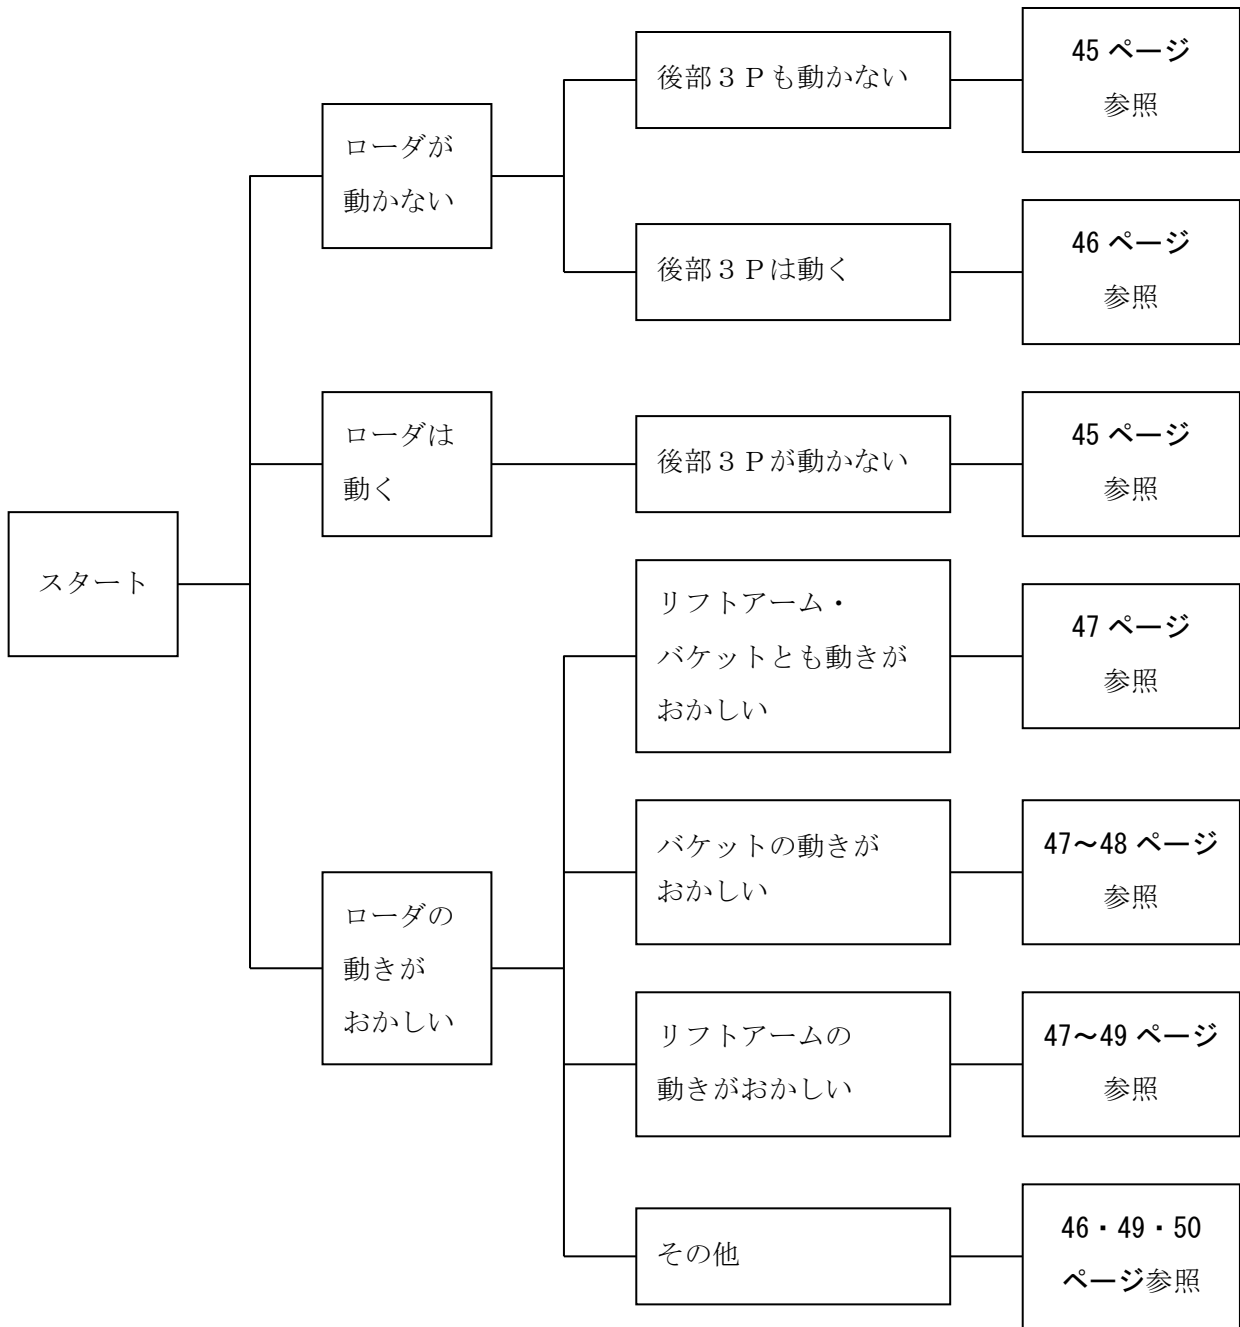 スタート
ローダが
動かない
後部３Ｐも動かない
45 ページ
参照
後部３Ｐは動く
46 ページ
参照
ローダは
動く
後部３Ｐが動かない
45 ページ
参照
ローダの
動きが
おかしい
リフトアーム・
バケットとも動きが
おかしい
47 ページ
参照
バケットの動きが
おかしい
47～48 ページ
参照
リフトアームの
動きがおかしい
47～49 ページ
参照
その他
46・49・50
ページ参照